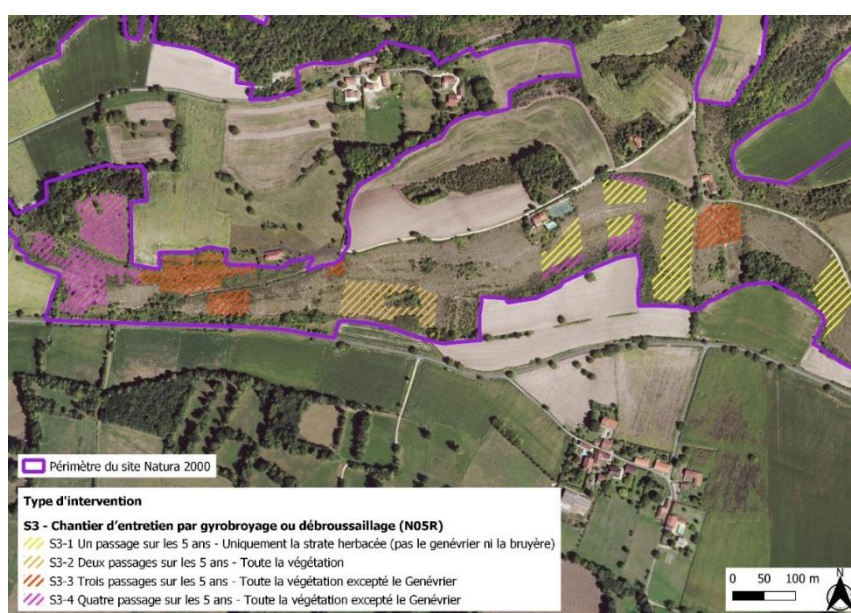 Périmètre du site Natura 2000
Type d'intervention
S3 - Chantier d'entretien par gyrobroyage ou débroussaillage (N05R)
S3-1 Un passage sur les 5 ans - Uniquement la strate herbacée (pas le genévrier ni la bruyère)
S3-2 Deux passages sur les 5 ans - Toute la végétation
S3-3 Trois passages sur les 5 ans - Toute la végétation excepté le Genévrier
S3-4 Quatre passage sur les 5 ans - Toute la végétation excepté le Genévrier
N
0 50 100 m